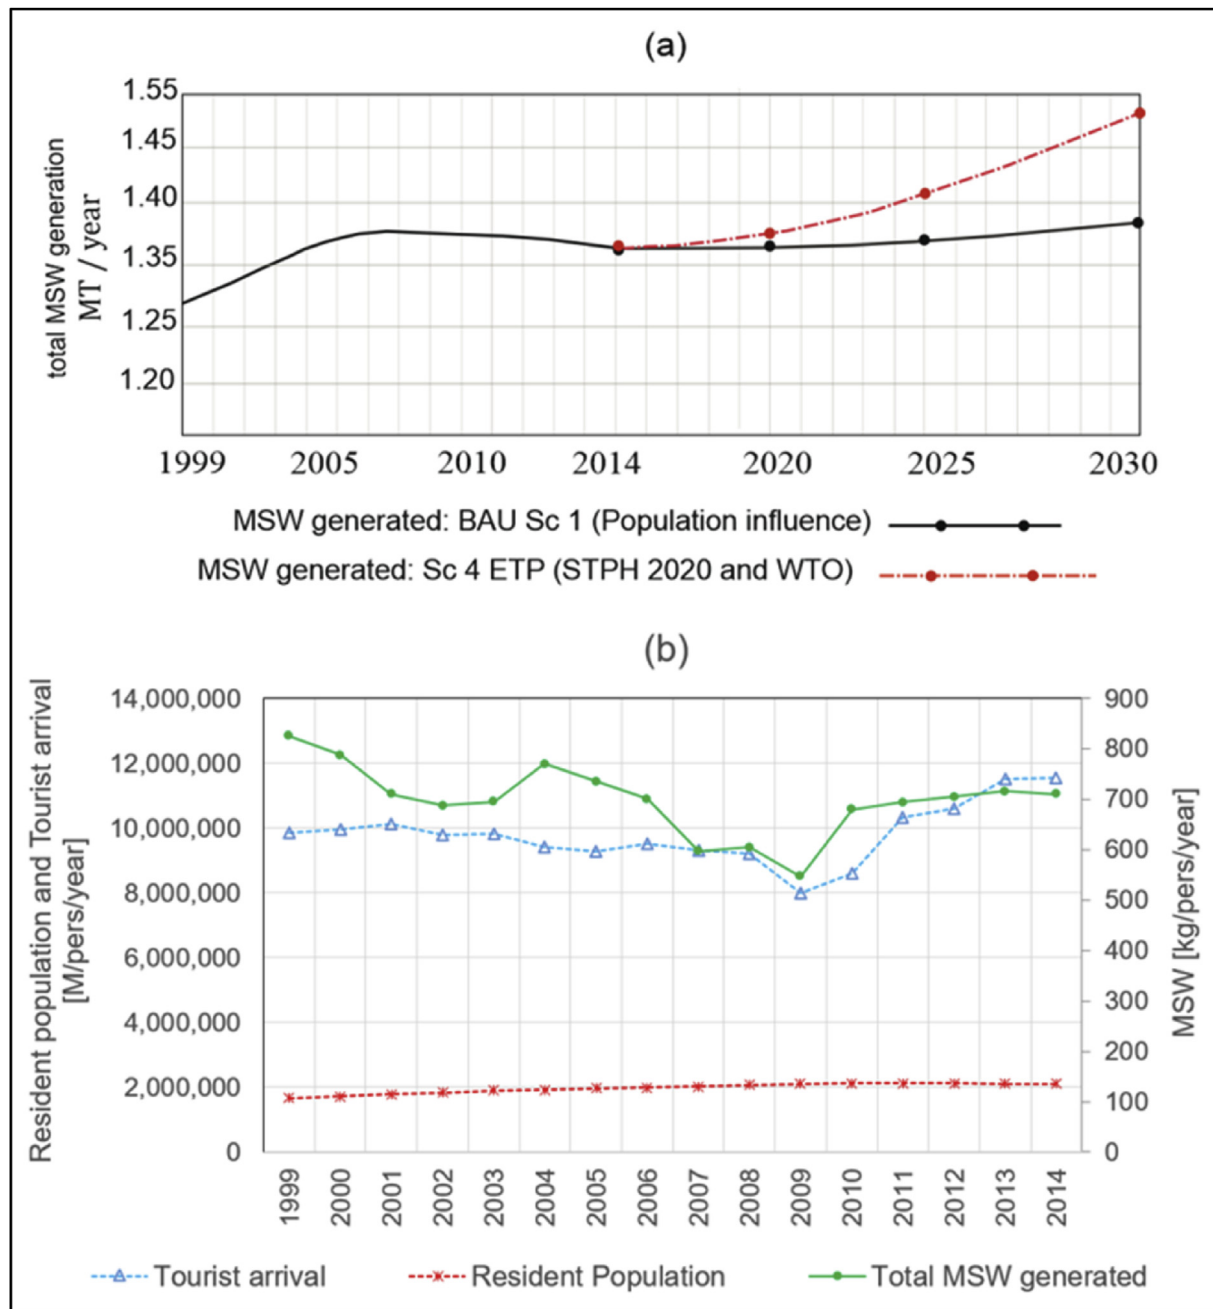 (a)
total MSW generation
MT / year
1.55
1.45
1.40
1.35
1.25
1.20
1999 2005 2010 2014 2020 2025 2030
MSW generated: BAU Sc 1 (Population influence)
MSW generated: Sc 4 ETP (STPH 2020 and WTO)
(b)
Resident population and Tourist arrival
[M/pers/year]
14,000,000
12,000,000
10,000,000
8,000,000
6,000,000
4,000,000
2,000,000
0
900
800
700
600
500
400
300
200
100
0
MSW [kg/pers/year]
1999 2000 2001 2002 2003 2004 2005 2006 2007 2008 2009 2010 2011 2012 2013 2014
Tourist arrival Resident Population Total MSW generated